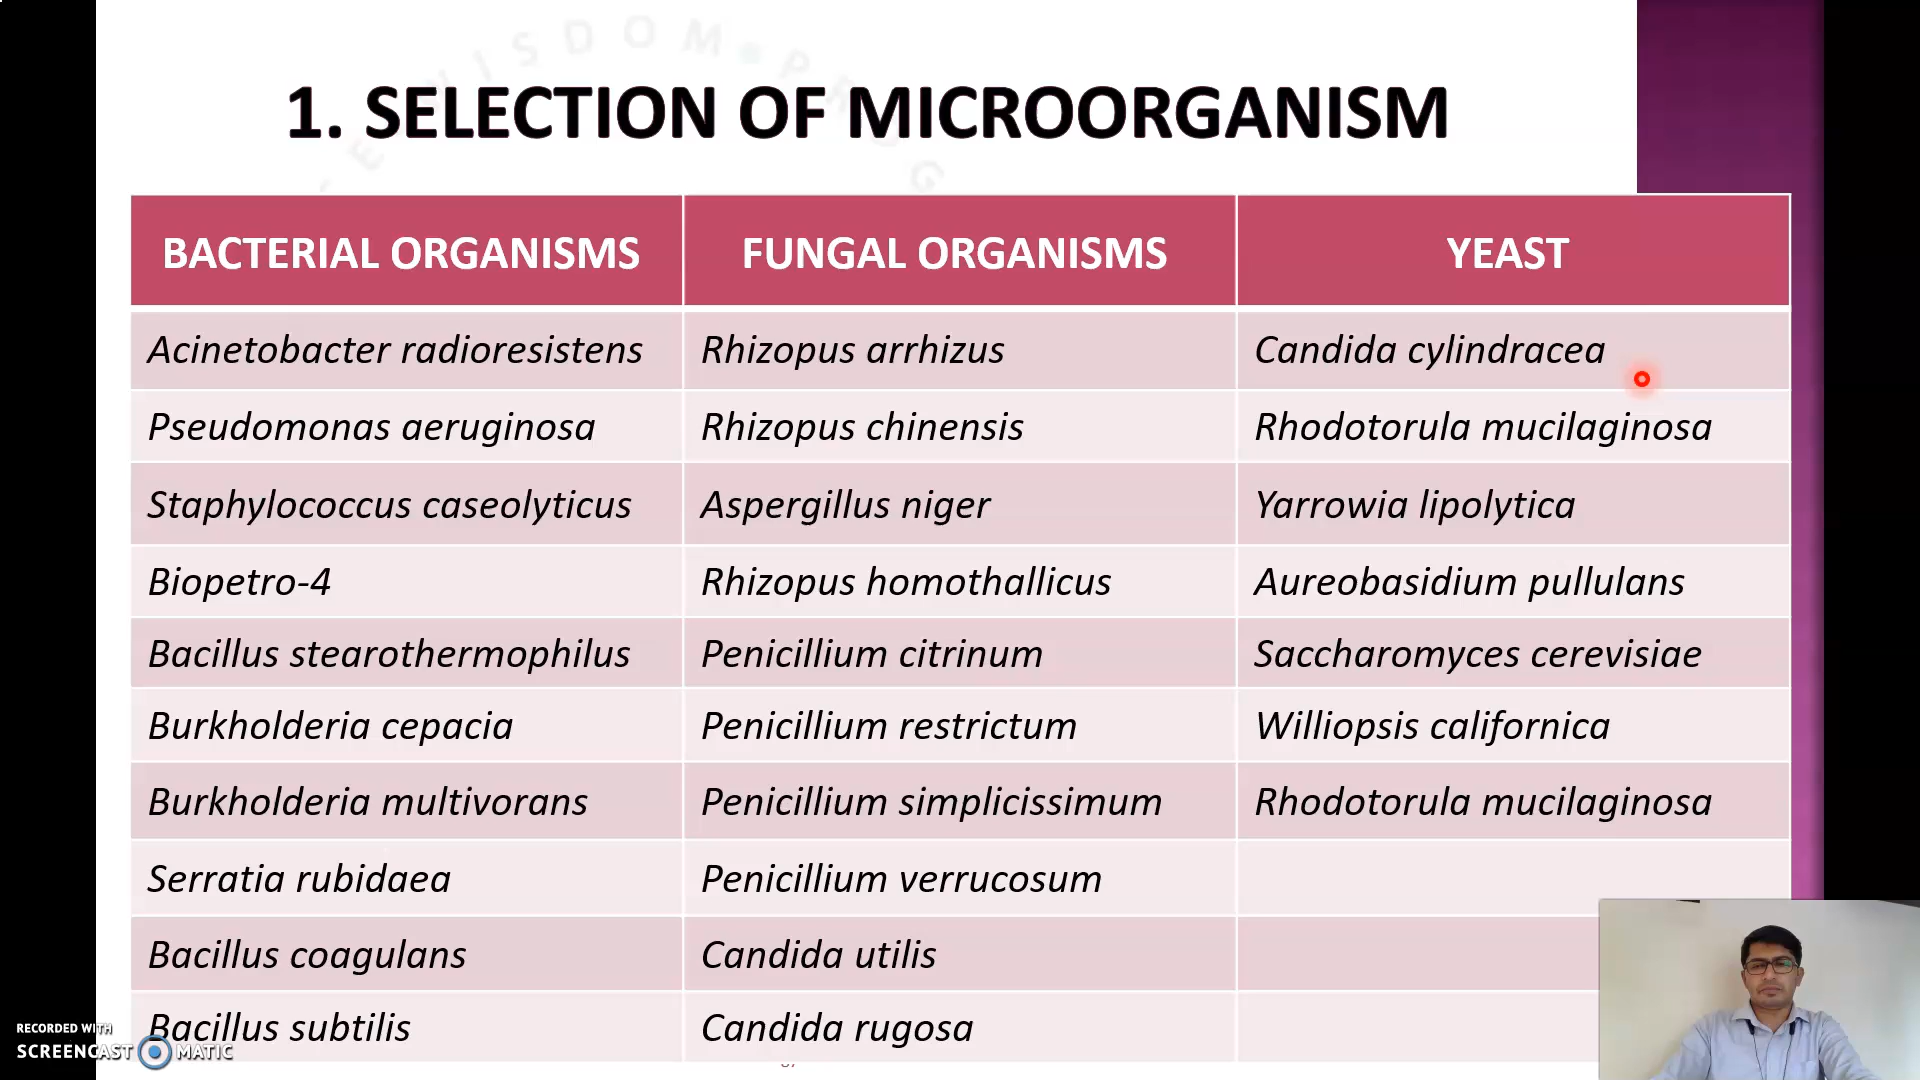 1. SELECTION OF MICROORGANISM
BACTERIAL ORGANISMS FUNGAL ORGANISMS YEAST
Acinetobacter radioresistens Rhizopus arrhizus Candida cylindracea
Pseudomonas aeruginosa Rhizopus chinensis Rhodotorula mucilaginosa
Staphylococcus caseolyticus Aspergillus niger Yarrowia lipolytica
Biopetro-4 Rhizopus homothallicus Aureobasidium pullulans
Bacillus stearothermophilus Penicillium citrinum Saccharomyces cerevisiae
Burkholderia cepacia Penicillium restrictum Williopsis californica
Burkholderia multivorans Penicillium simplicissimum Rhodotorula mucilaginosa
Serratia rubidaea Penicillium verrucosum
Bacillus coagulans Candida utilis
Bacillus subtilis Candida rugosa
RECORDED WITH
SCREENCAST MATIC